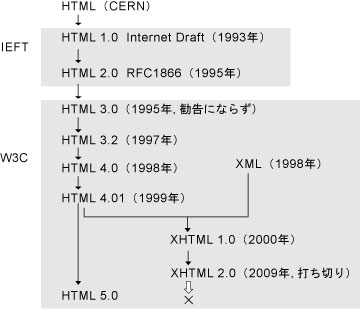 HTML（CERN）
IEFT
HTML 1.0 Internet Draft（1993年）
HTML 2.0 RFC1866（1995年）
W3C
HTML 3.0（1995年, 勧告にならず）
HTML 3.2（1997年）
HTML 4.0（1998年）
XML（1998年）
HTML 4.01（1999年）
XHTML 1.0（2000年）
XHTML 2.0（2009年, 打ち切り）
HTML 5.0
×